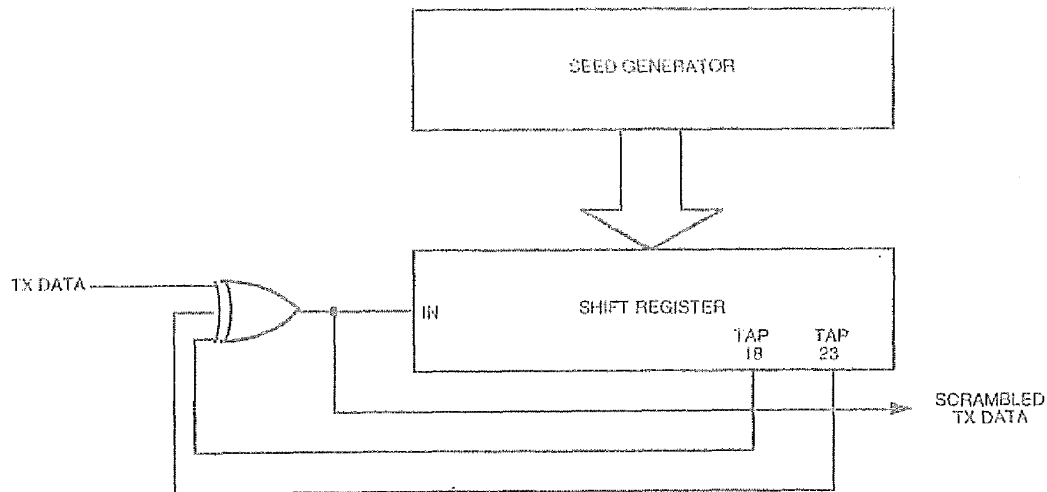 SEED GENERATOR
TX DATA
IN
SHIFT REGISTER
TAP
18
TAP
23
SCRAMBLED
TX DATA